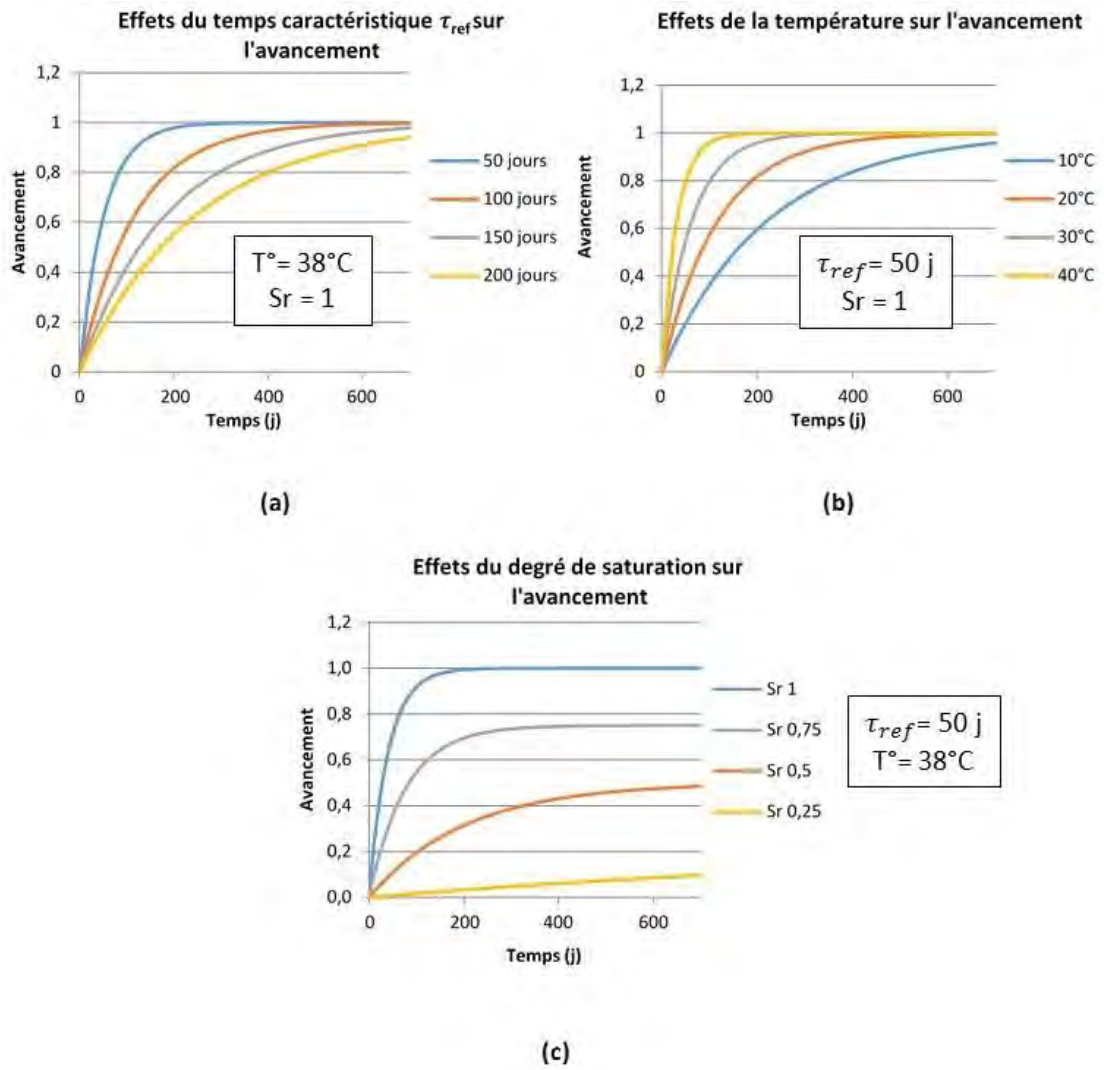 Effets du temps caractéristique τref sur
l'avancement
1,2
1
0,8
0,6
0,4
0,2
0
Avancement
0
200
400
600
Temps (j)
T°= 38°C
Sr = 1
50 jours
100 jours
150 jours
200 jours
(a)
Effets de la température sur l'avancement
1,2
1
0,8
0,6
0,4
0,2
0
Avancement
0
200
400
600
Temps (j)
τref = 50 j
Sr = 1
10°C
20°C
30°C
40°C
(b)
Effets du degré de saturation sur
l'avancement
1,2
1,0
0,8
0,6
0,4
0,2
0,0
Avancement
0
200
400
600
Temps (j)
Sr 1
Sr 0,75
Sr 0,5
Sr 0,25
τref = 50 j
T°= 38°C
(c)